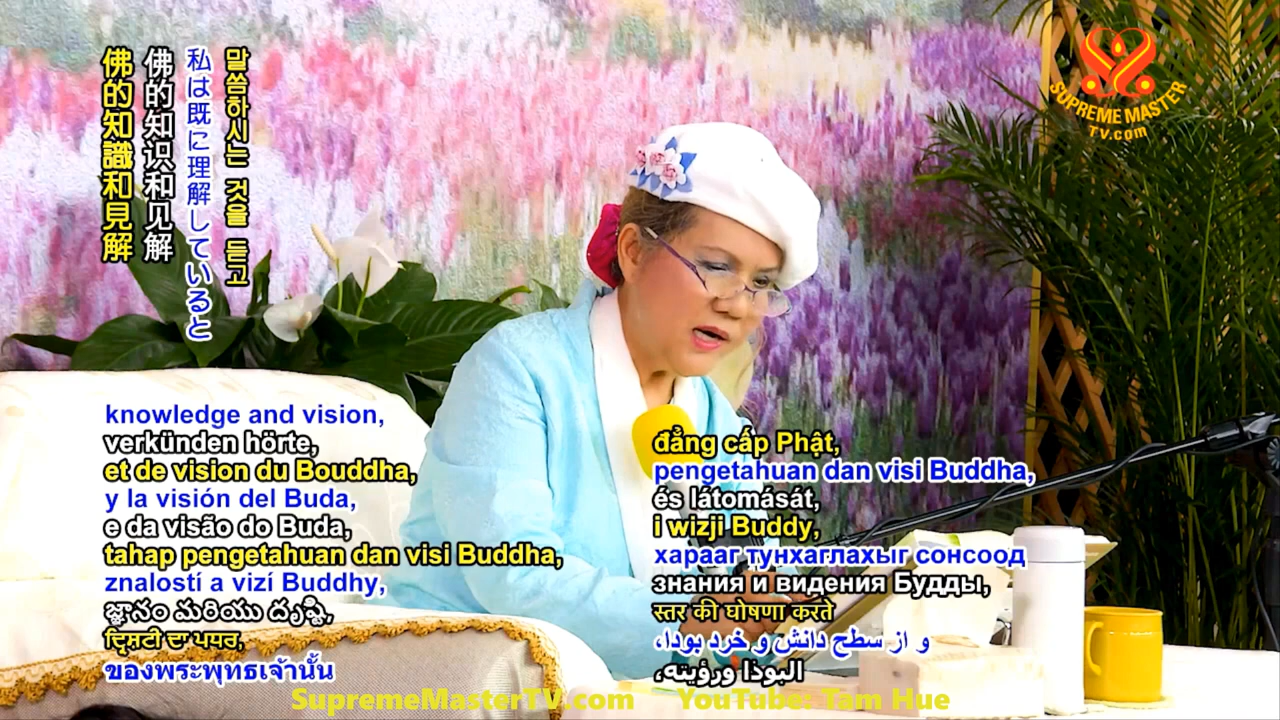 말씀하시는 것을 듣고
私は既に理解していると
佛的知识和见解
佛的知識和見解
SUPREME MASTER
TV.com
knowledge and vision,
verkünden hörte,
et de vision du Bouddha,
y la visión del Buda,
e da visão do Buda,
tahap pengetahuan dan visi Buddha,
znalostí a vizí Buddhy,
జ్ఞానం మరియు దృష్టి,
ਦ੍ਰਿਸ਼ਟੀ ਦਾ ਪਧਰ,
ของพระพุทธเจ้านั้น
đẳng cấp Phật,
pengetahuan dan visi Buddha,
és látomását,
i wizji Buddy,
харааг тунхаглахыг сонсоод
знания и видения Будды,
स्तर की घोषणा करते
و از سطح دانش و خرد بودا،
البوذا ورؤيته،
SupremeMasterTV.com YouTube: Tam Hue